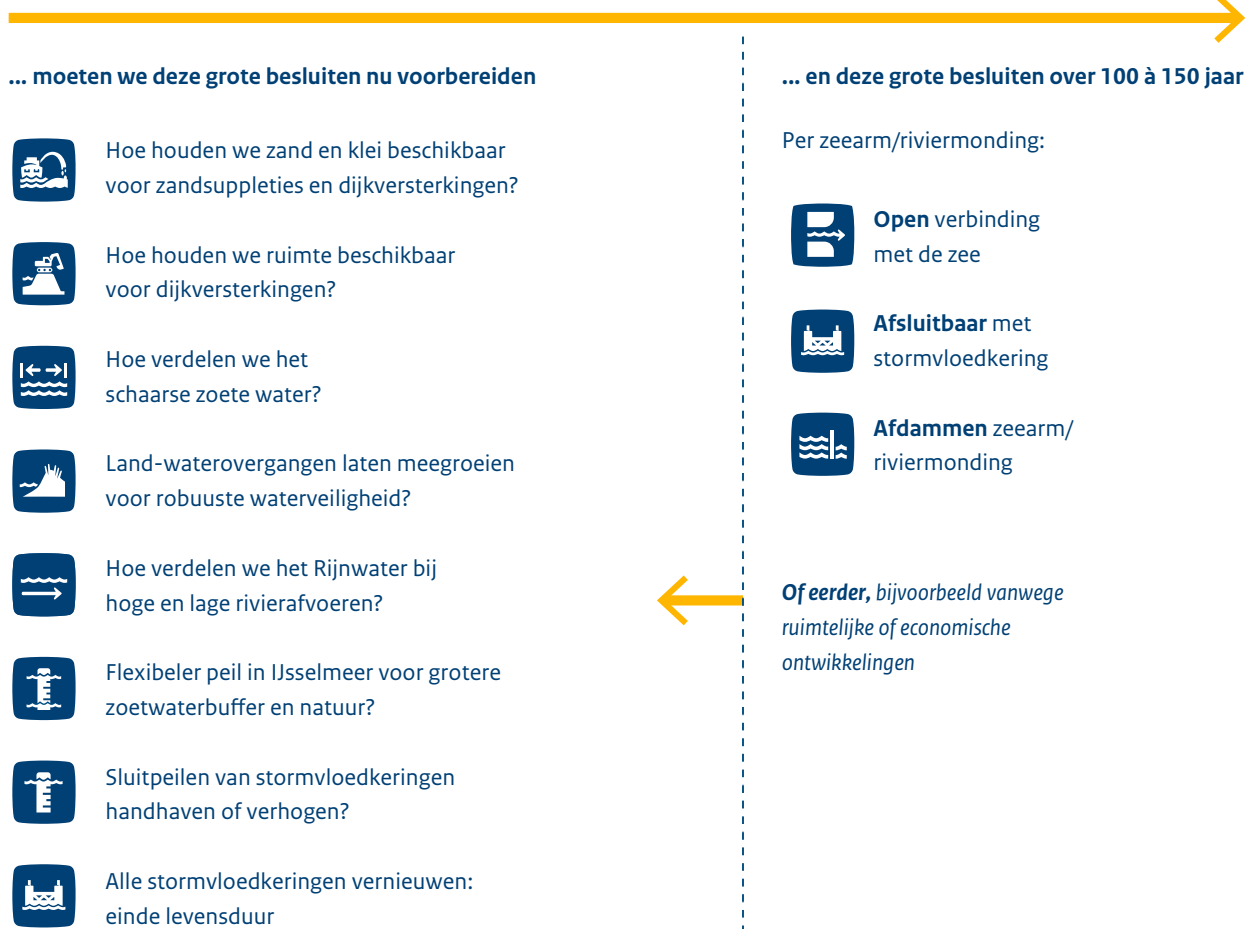 ... moeten we deze grote besluiten nu voorbereiden
Hoe houden we zand en klei beschikbaar
voor zandsuppleties en dijkversterkingen?
Hoe houden we ruimte beschikbaar
voor dijkversterkingen?
Hoe verdelen we het
schaarse zoete water?
Land-waterovergangen laten meegroeien
voor robuuste waterveiligheid?
Hoe verdelen we het Rijnwater bij
hoge en lage rivierafvoeren?
Flexibeler peil in IJsselmeer voor grotere
zoetwaterbuffer en natuur?
Sluitpeilen van stormvloedkeringen
handhaven of verhogen?
Alle stormvloedkeringen vernieuwen:
einde levensduur
... en deze grote besluiten over 100 à 150 jaar
Per zeearm/riviermonding:
Open verbinding
met de zee
Afsluitbaar met
stormvloedkering
Afdammen zeearm/
riviermonding
Of eerder, bijvoorbeeld vanwege
ruimtelijke of economische
ontwikkelingen